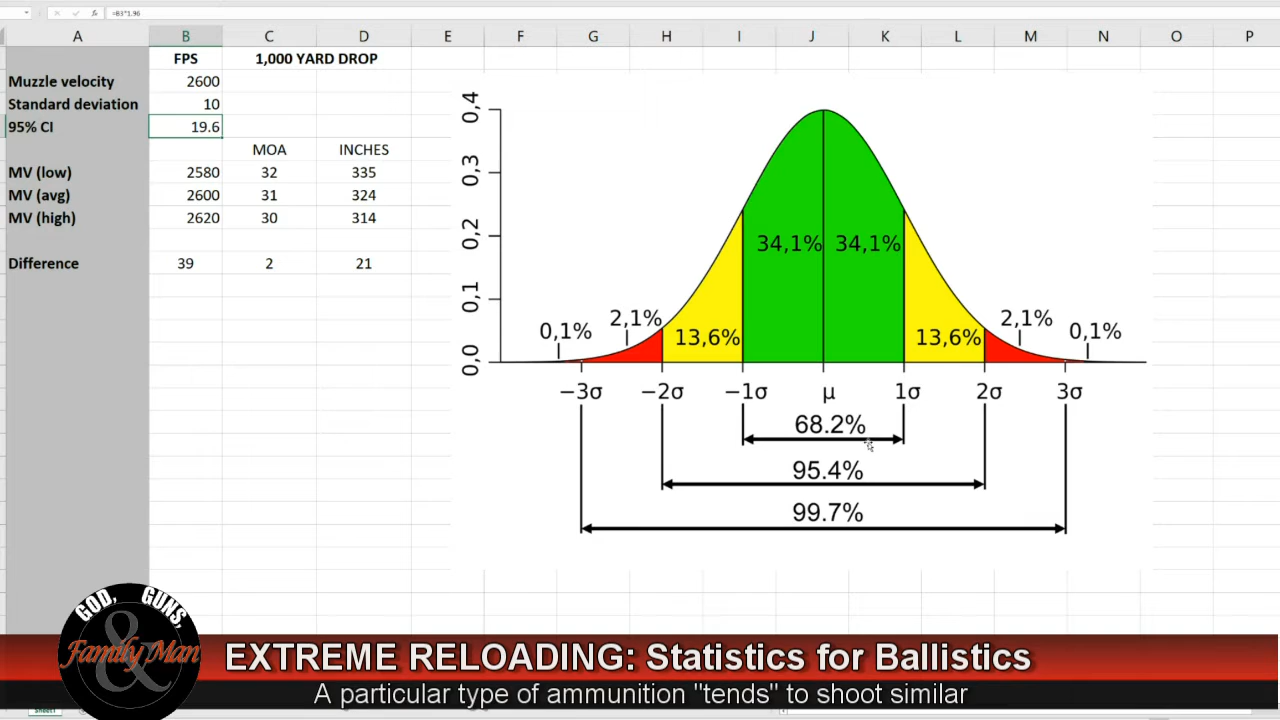 =B3*1.96
A B C D E F G H I J K L M N O P
FPS 1,000 YARD DROP
Muzzle velocity 2600
Standard deviation 10
95% CI 19.6
MOA INCHES
MV (low) 2580 32 335
MV (avg) 2600 31 324
MV (high) 2620 30 314
Difference 39 2 21
0,4
0,3
0,2
0,1
0,0
34,1% 34,1%
0,1% 2,1% 13,6% 13,6% 2,1% 0,1%
−3σ −2σ −1σ µ 1σ 2σ 3σ
68.2%
95.4%
99.7%
GOD, GUNS,
&
Family Man
EXTREME RELOADING: Statistics for Ballistics
A particular type of ammunition "tends" to shoot similar
Sheet1